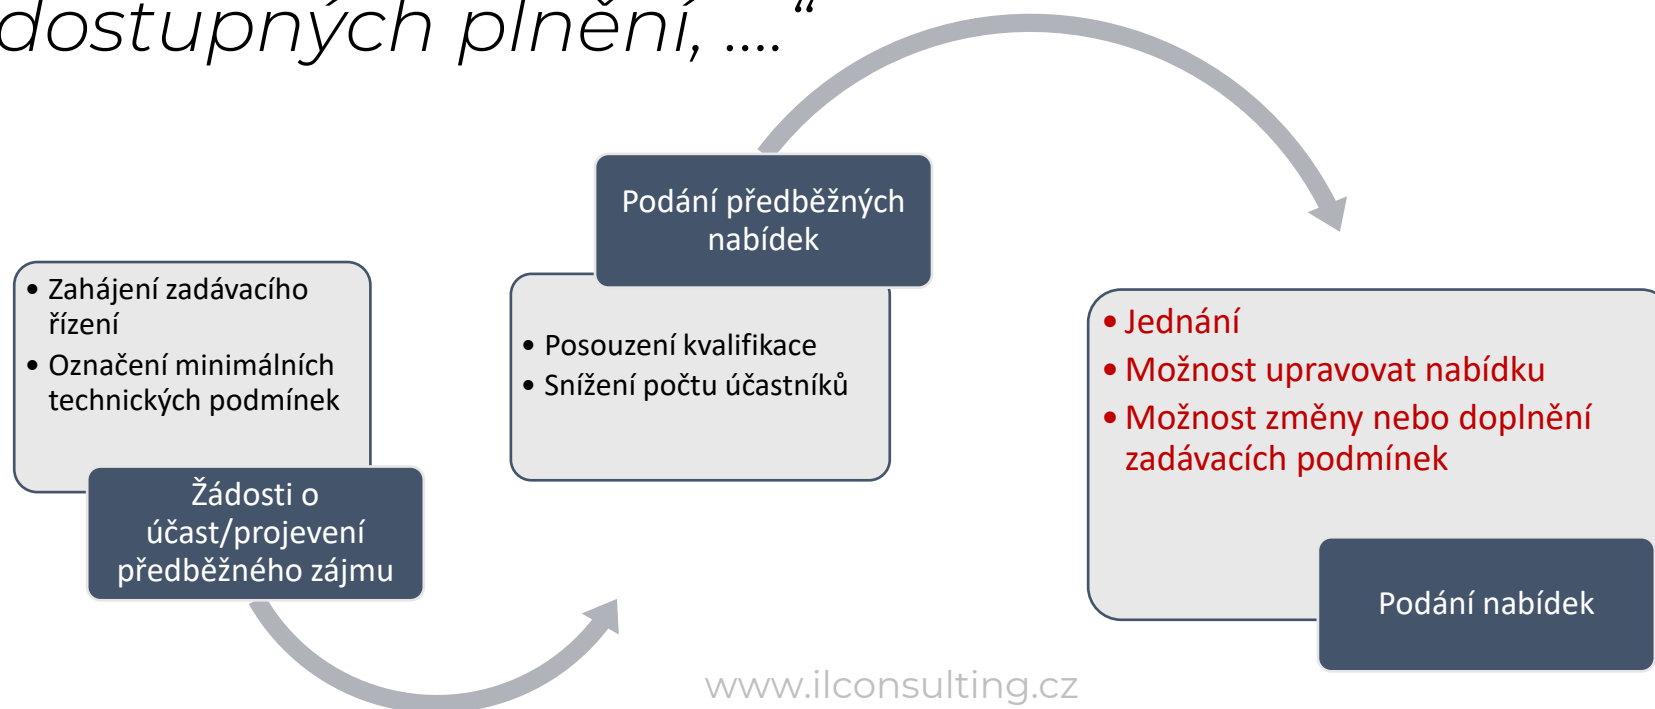 dostupných plnění, ....“
• Zahájení zadávacího
řízení
• Označení minimálních
technických podmínek
Žádosti o
účast/projevení
předběžného zájmu
Podání předběžných
nabídek
• Posouzení kvalifikace
• Snížení počtu účastníků
• Jednání
• Možnost upravovat nabídku
• Možnost změny nebo doplnění
zadávacích podmínek
Podání nabídek
www.ilconsulting.cz